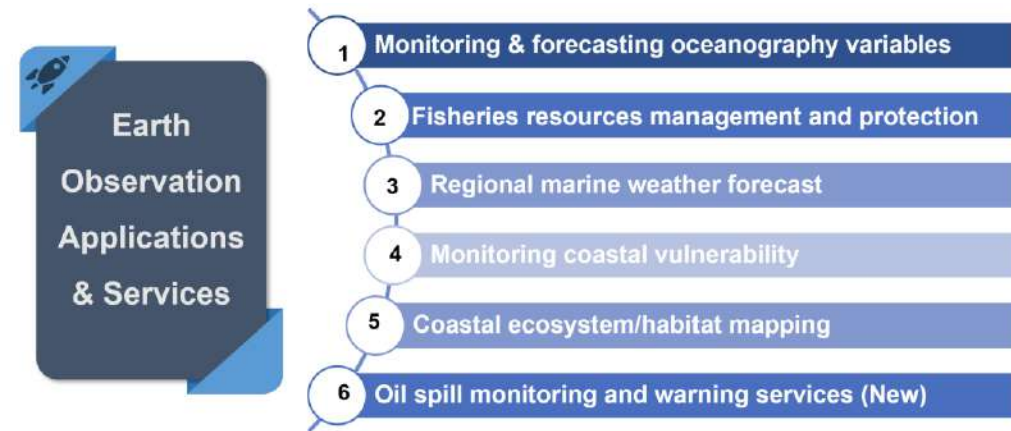 Earth
Observation
Applications
& Services
1 Monitoring & forecasting oceanography variables
2 Fisheries resources management and protection
3 Regional marine weather forecast
4 Monitoring coastal vulnerability
5 Coastal ecosystem/habitat mapping
6 Oil spill monitoring and warning services (New)